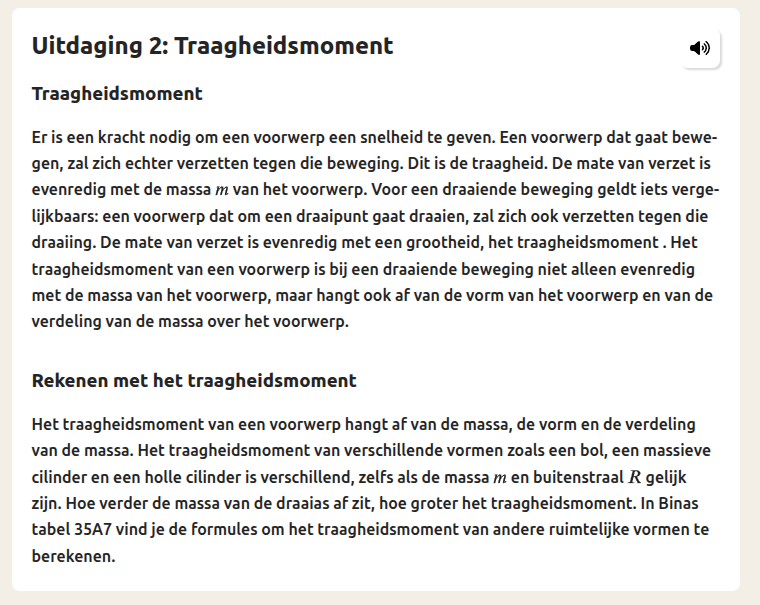 Uitdaging 2: Traagheidsmoment
Traagheidsmoment
Er is een kracht nodig om een voorwerp een snelheid te geven. Een voorwerp dat gaat bewe-
gen, zal zich echter verzetten tegen die beweging. Dit is de traagheid. De mate van verzet is
evenredig met de massa m van het voorwerp. Voor een draaiende beweging geldt iets verge-
lijkbaars: een voorwerp dat om een draaipunt gaat draaien, zal zich ook verzetten tegen die
draaiing. De mate van verzet is evenredig met een grootheid, het traagheidsmoment . Het
traagheidsmoment van een voorwerp is bij een draaiende beweging niet alleen evenredig
met de massa van het voorwerp, maar hangt ook af van de vorm van het voorwerp en van de
verdeling van de massa over het voorwerp.
Rekenen met het traagheidsmoment
Het traagheidsmoment van een voorwerp hangt af van de massa, de vorm en de verdeling
van de massa. Het traagheidsmoment van verschillende vormen zoals een bol, een massieve
cilinder en een holle cilinder is verschillend, zelfs als de massa m en buitenstraal R gelijk
zijn. Hoe verder de massa van de draaias af zit, hoe groter het traagheidsmoment. In Binas
tabel 35A7 vind je de formules om het traagheidsmoment van andere ruimtelijke vormen te
berekenen.